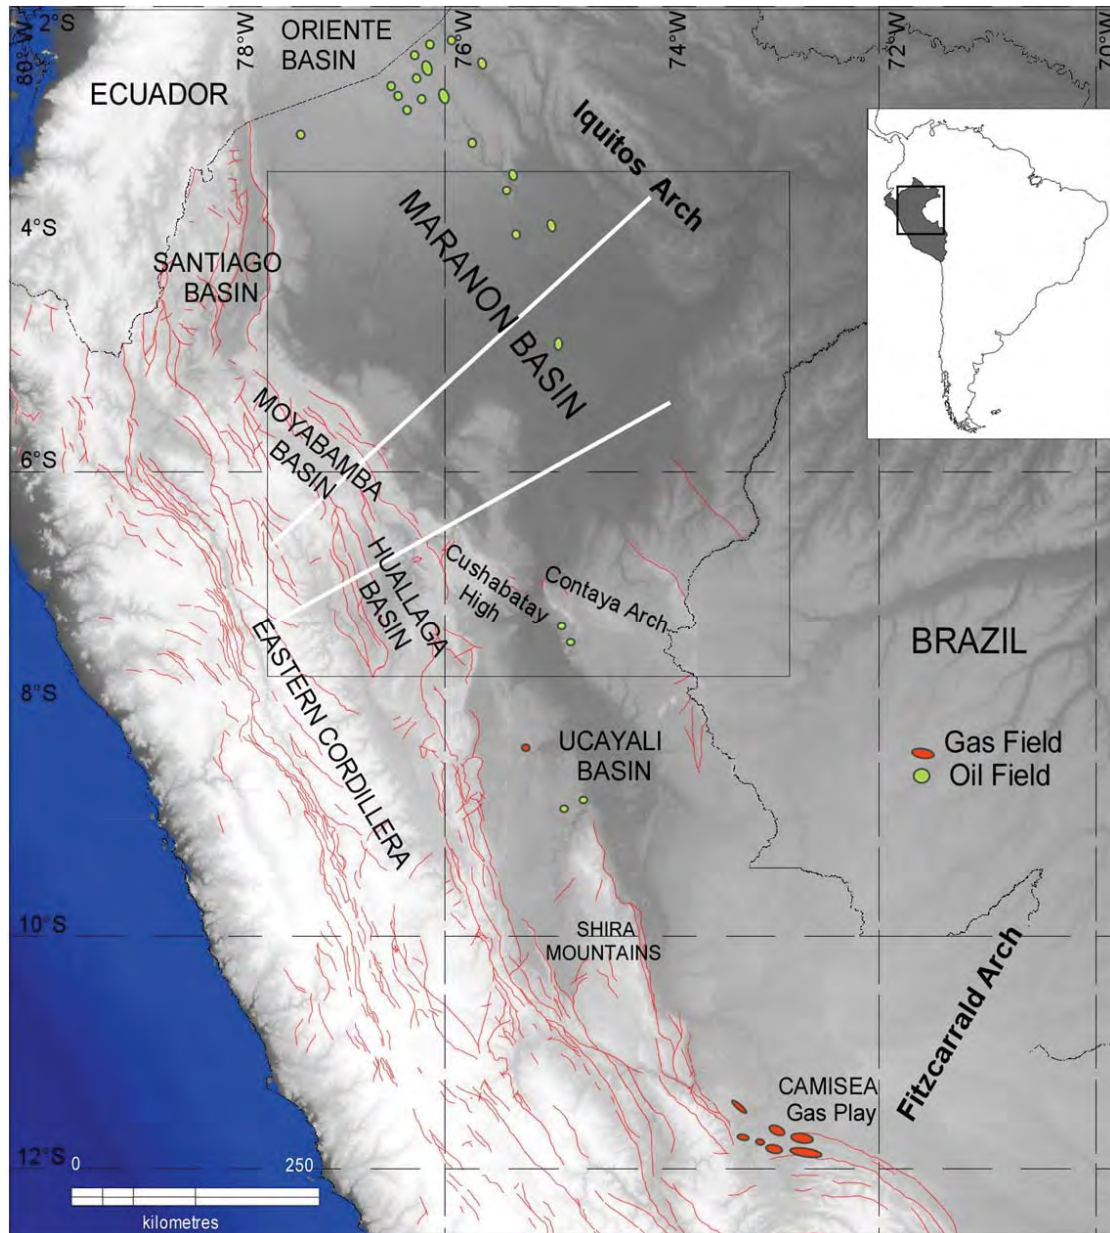 2°S
80°W
78°W
76°W
74°W
72°W
70°W
ORIENTE
BASIN
ECUADOR
Iquitos Arch
4°S
MARANON BASIN
SANTIAGO
BASIN
MOYABAMBA
BASIN
6°S
HUALLAGA
BASIN
Cushabatay
High
Contaya Arch
BRAZIL
EASTERN CORDILLERA
8°S
UCAYALI
BASIN
Gas Field
Oil Field
10°S
SHIRA
MOUNTAINS
Fitzcarrald Arch
CAMISEA
Gas Play
12°S
0
250
kilometres